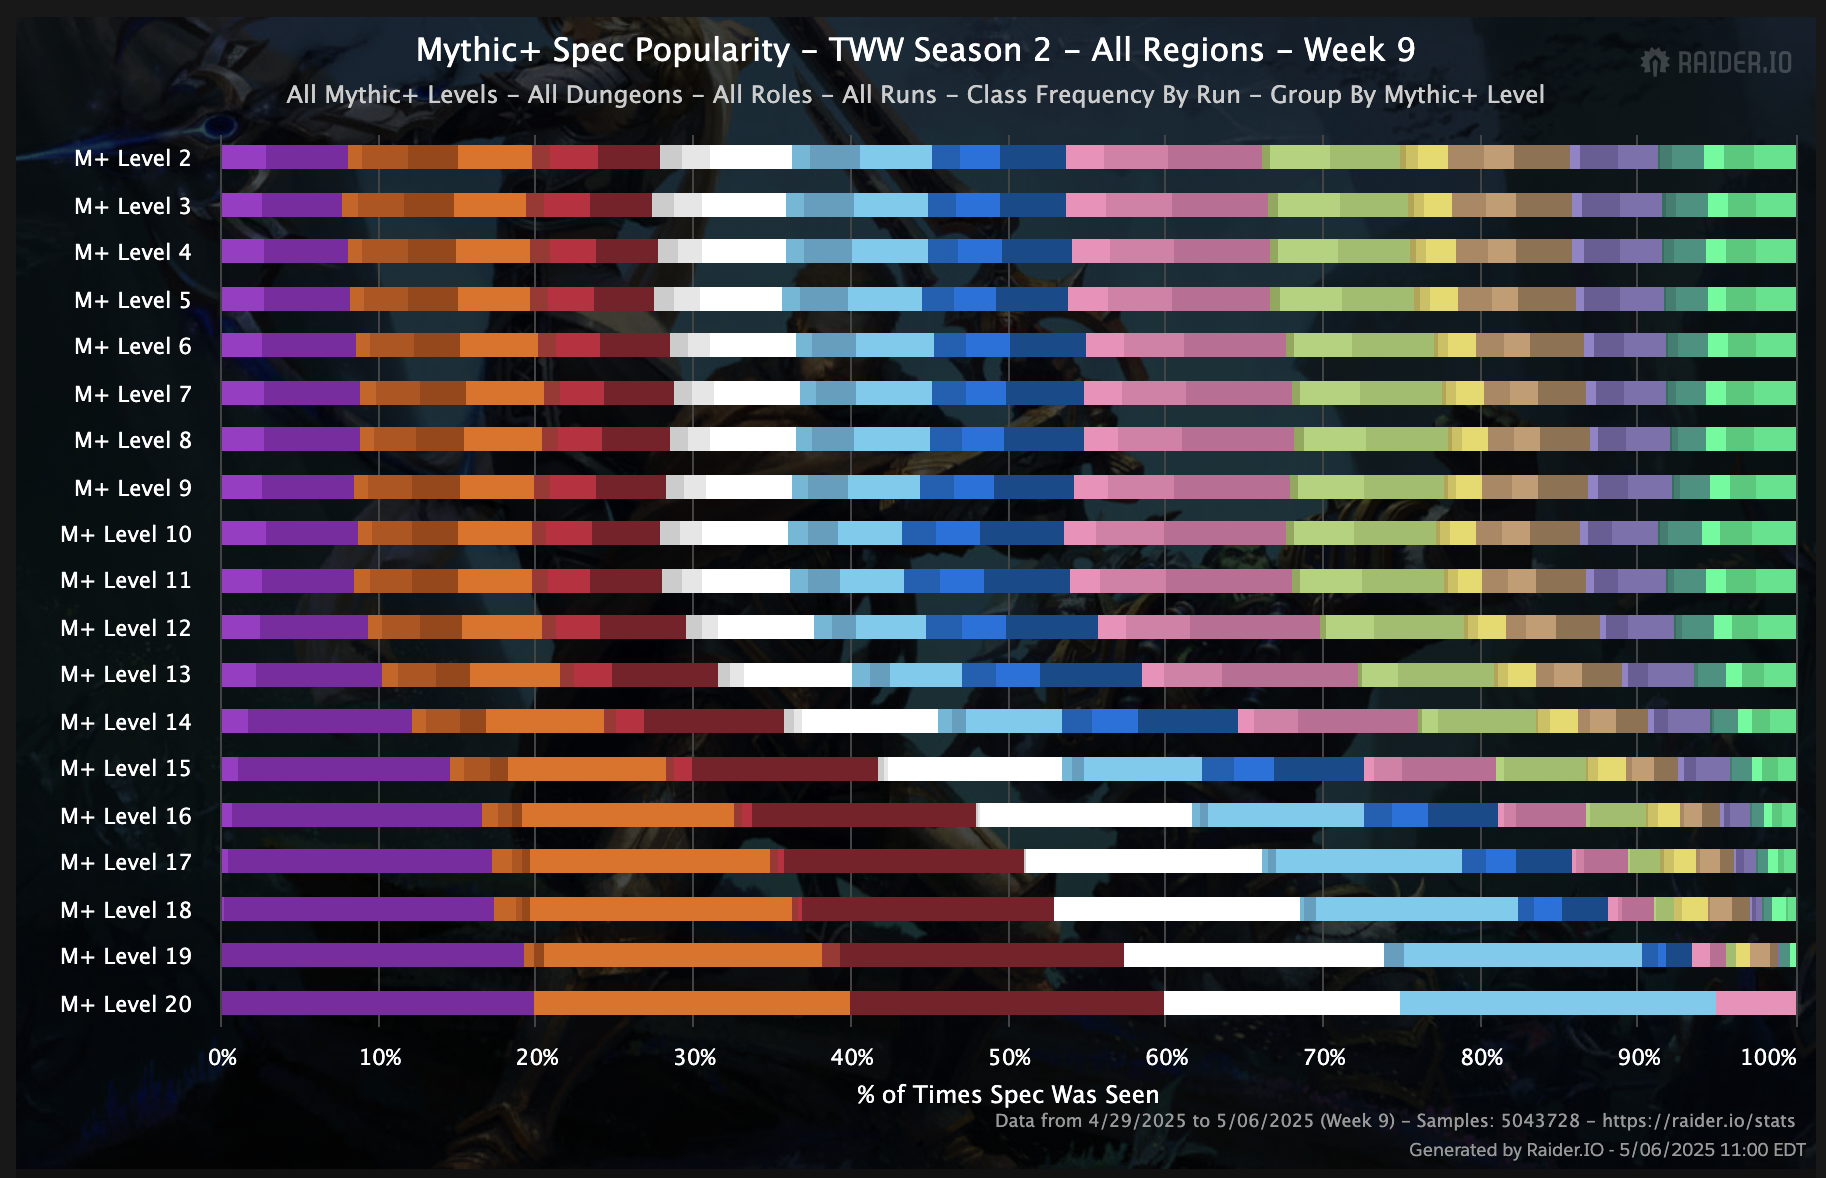 Mythic+ Spec Popularity – TWW Season 2 – All Regions – Week 9
RAIDER.IO
All Mythic+ Levels – All Dungeons – All Roles – All Runs – Class Frequency By Run – Group By Mythic+ Level
M+ Level 2
M+ Level 3
M+ Level 4
M+ Level 5
M+ Level 6
M+ Level 7
M+ Level 8
M+ Level 9
M+ Level 10
M+ Level 11
M+ Level 12
M+ Level 13
M+ Level 14
M+ Level 15
M+ Level 16
M+ Level 17
M+ Level 18
M+ Level 19
M+ Level 20
0% 10% 20% 30% 40% 50% 60% 70% 80% 90% 100%
% of Times Spec Was Seen
Data from 4/29/2025 to 5/06/2025 (Week 9) – Samples: 5043728 – https://raider.io/stats
Generated by Raider.IO - 5/06/2025 11:00 EDT